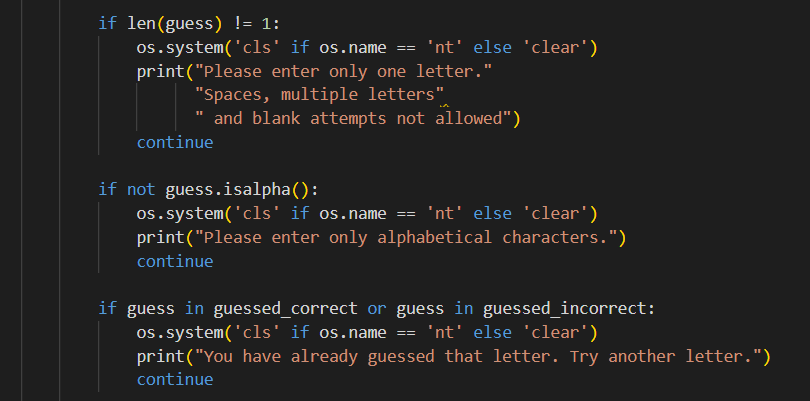 if len(guess) != 1:
os.system('cls' if os.name == 'nt' else 'clear')
print("Please enter only one letter."
"Spaces, multiple letters"
" and blank attempts not allowed")
continue
if not guess.isalpha():
os.system('cls' if os.name == 'nt' else 'clear')
print("Please enter only alphabetical characters.")
continue
if guess in guessed_correct or guess in guessed_incorrect:
os.system('cls' if os.name == 'nt' else 'clear')
print("You have already guessed that letter. Try another letter.")
continue